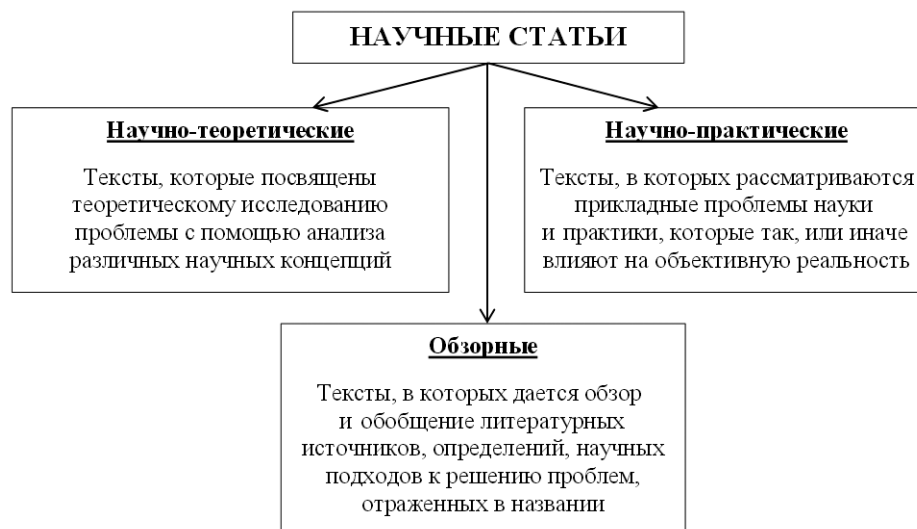 НАУЧНЫЕ СТАТЬИ
Научно-теоретические
Тексты, которые посвящены
теоретическому исследованию
проблемы с помощью анализа
различных научных концепций
Научно-практические
Тексты, в которых рассматриваются
прикладные проблемы науки
и практики, которые так, или иначе
влияют на объективную реальность
Обзорные
Тексты, в которых дается обзор
и обобщение литературных
источников, определений, научных
подходов к решению проблем,
отраженных в названии